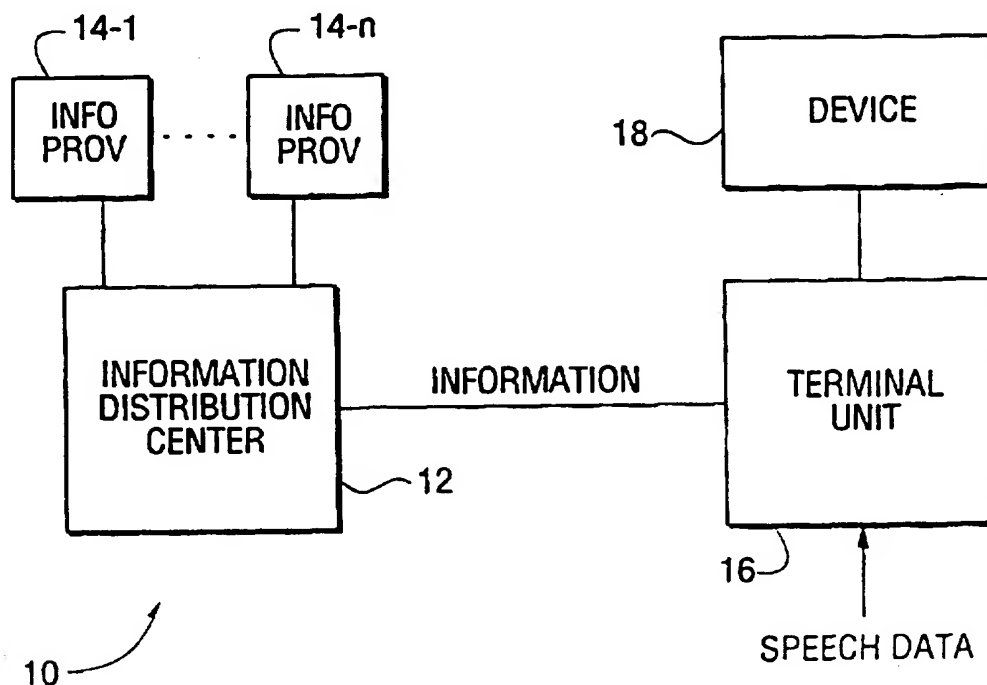 14-1
14-n
INFO
PROV
INFO
PROV
18
DEVICE
INFORMATION
DISTRIBUTION
CENTER
INFORMATION
TERMINAL
UNIT
12
16
10
SPEECH DATA